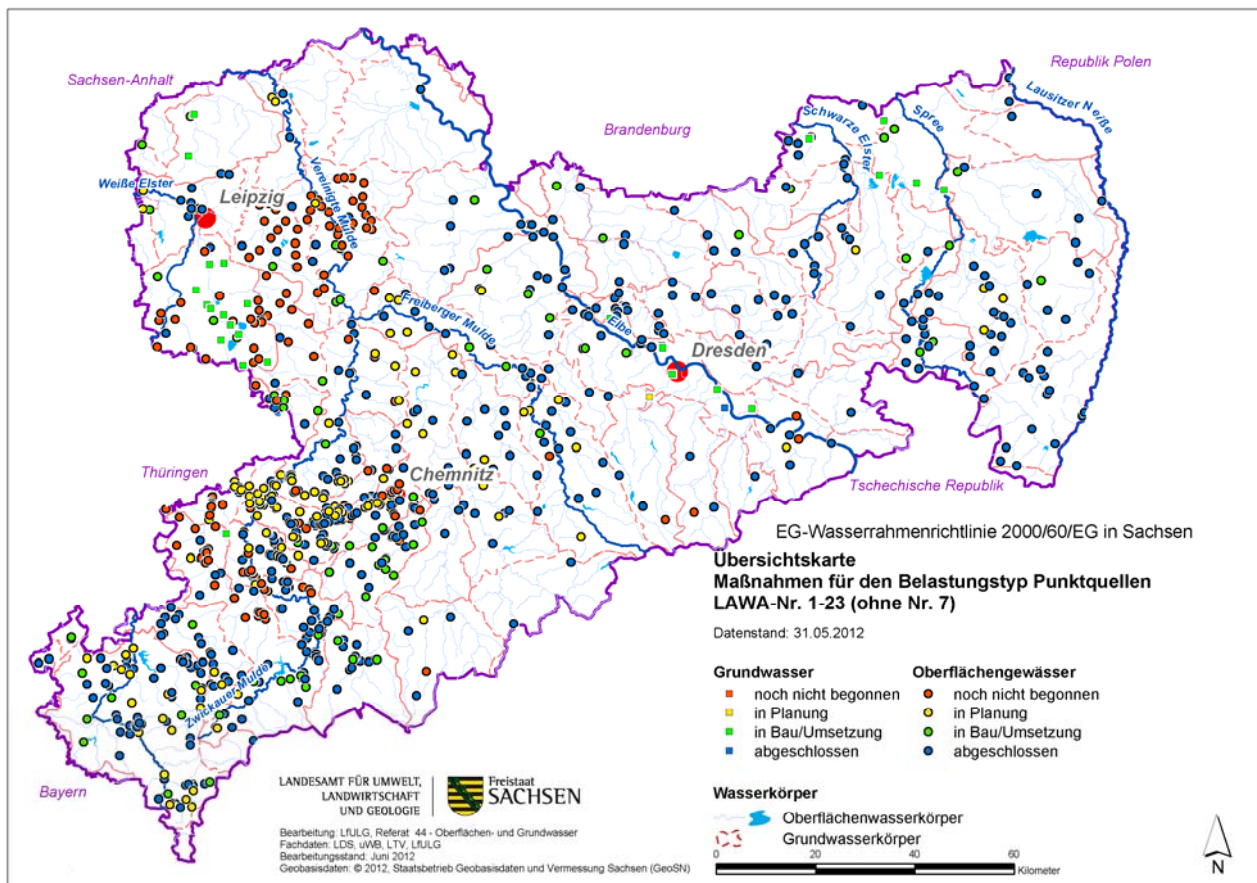 Sachsen-Anhalt
Republik Polen
Lausitzer Neiße
Spree
Schwarze Elster
Brandenburg
Weiße Elster
Leipzig
Vereinigte Mulde
Freiberger Mulde
Elbe
Dresden
Chemnitz
Thüringen
Tschechische Republik
Zwickauer Mulde
Bayern
EG-Wasserrahmenrichtlinie 2000/60/EG in Sachsen
Übersichtskarte
Maßnahmen für den Belastungstyp Punktquellen
LAWA-Nr. 1-23 (ohne Nr. 7)
Datenstand: 31.05.2012
Grundwasser
noch nicht begonnen
in Planung
in Bau/Umsetzung
abgeschlossen
Oberflächengewässer
noch nicht begonnen
in Planung
in Bau/Umsetzung
abgeschlossen
Wasserkörper
Oberflächenwasserkörper
Grundwasserkörper
0 20 40 60
Kilometer
N
LANDESAMT FÜR UMWELT,
LANDWIRTSCHAFT
UND GEOLOGIE
Freistaat
SACHSEN
Bearbeitung: LfULG, Referat 44 - Oberflächen- und Grundwasser
Fachdaten: LDS, uWB, LTV, LfULG
Bearbeitungsstand: Juni 2012
Geobasisdaten: © 2012, Staatsbetrieb Geobasisdaten und Vermessung Sachsen (GeoSN)